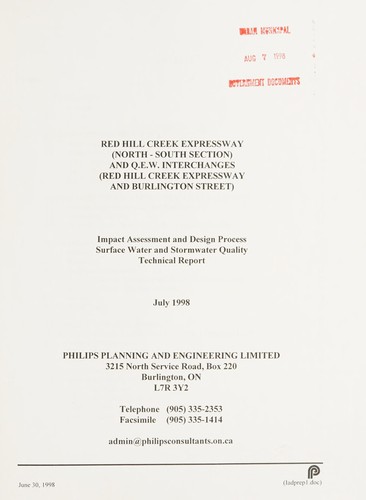 URBAN MUNICIPAL
AUG 7 1998
GOVERNMENT DOCUMENTS
RED HILL CREEK EXPRESSWAY
(NORTH - SOUTH SECTION)
AND Q.E.W. INTERCHANGES
(RED HILL CREEK EXPRESSWAY
AND BURLINGTON STREET)
Impact Assessment and Design Process
Surface Water and Stormwater Quality
Technical Report
July 1998
PHILIPS PLANNING AND ENGINEERING LIMITED
3215 North Service Road, Box 220
Burlington, ON
L7R 3Y2
Telephone (905) 335-2353
Facsimile (905) 335-1414
admin@philipsconsultants.on.ca
June 30, 1998
(Iadprep1.doc)